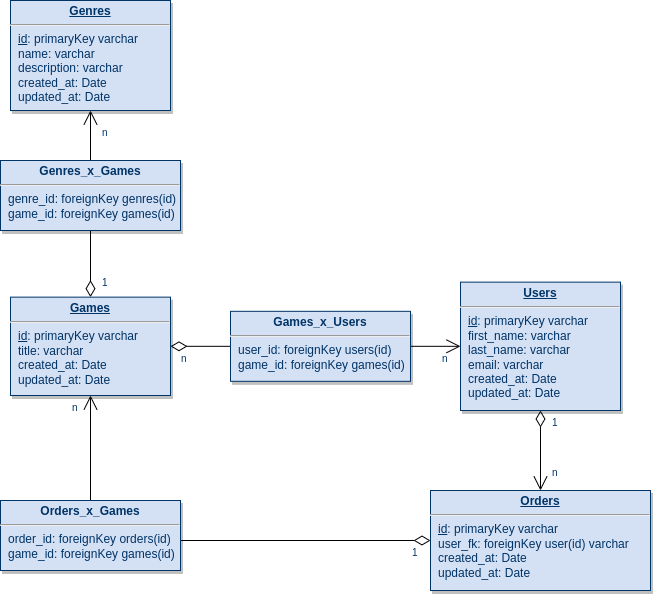 Genres
id: primaryKey varchar
name: varchar
description: varchar
created_at: Date
updated_at: Date
n
Genres_x_Games
genre_id: foreignKey genres(id)
game_id: foreignKey games(id)
1
Games
id: primaryKey varchar
title: varchar
created_at: Date
updated_at: Date
n
Games_x_Users
user_id: foreignKey users(id)
game_id: foreignKey games(id)
n
Users
id: primaryKey varchar
first_name: varchar
last_name: varchar
email: varchar
created_at: Date
updated_at: Date
1
n
n
Orders_x_Games
order_id: foreignKey orders(id)
game_id: foreignKey games(id)
1
Orders
id: primaryKey varchar
user_fk: foreignKey user(id) varchar
created_at: Date
updated_at: Date